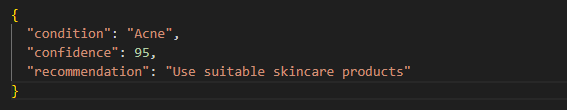 {
"condition": "Acne",
"confidence": 95,
"recommendation": "Use suitable skincare products"
}